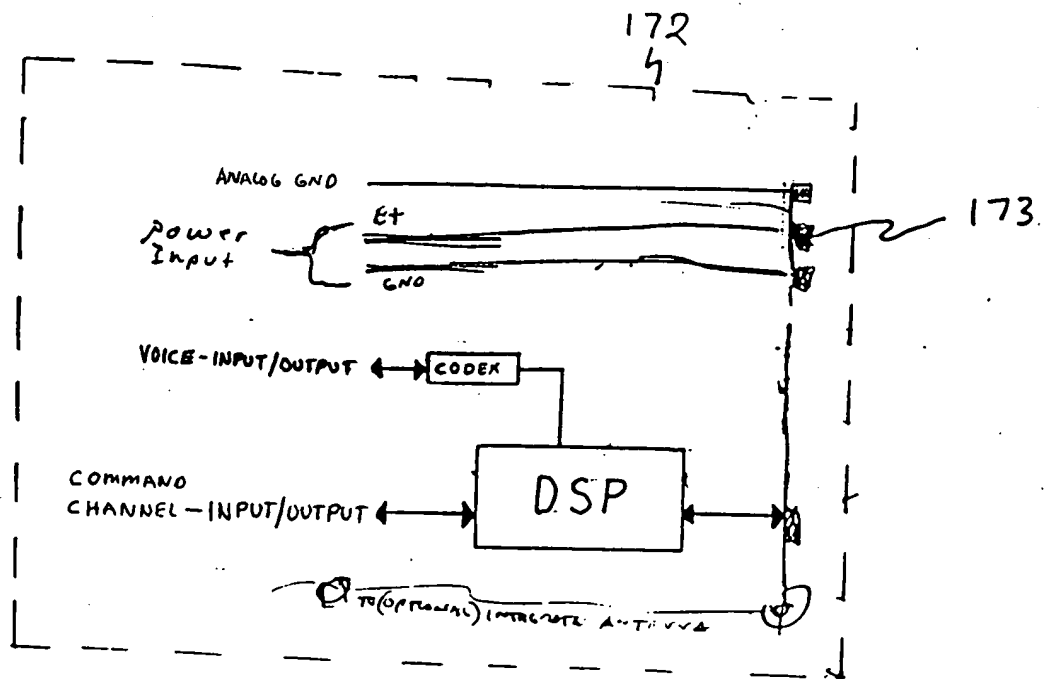 172
ANALOG GND
E+
Power
Input
GND
173
VOICE-INPUT/OUTPUT
CODEX
COMMAND
CHANNEL-INPUT/OUTPUT
DSP
TO (OPTIONAL) INTEGRATE ANTENNA